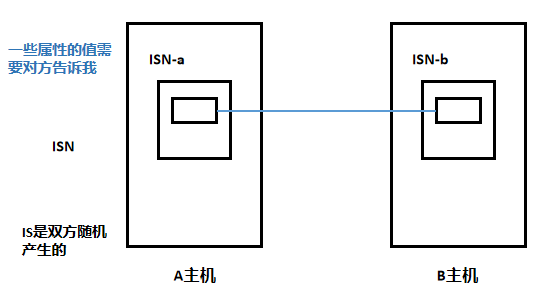 一些属性的值需
要对方告诉我
ISN-a
ISN-b
ISN
IS是双方随机
产生的
A主机
B主机